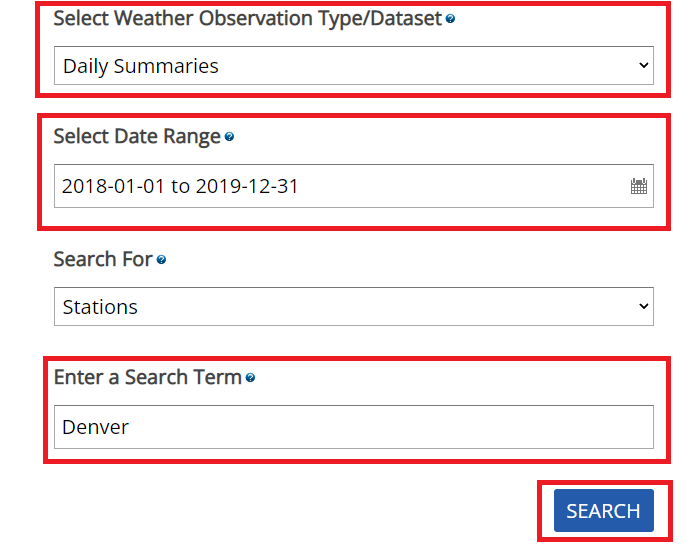 Select Weather Observation Type/Dataset
Daily Summaries
Select Date Range
2018-01-01 to 2019-12-31
Search For
Stations
Enter a Search Term
Denver
SEARCH